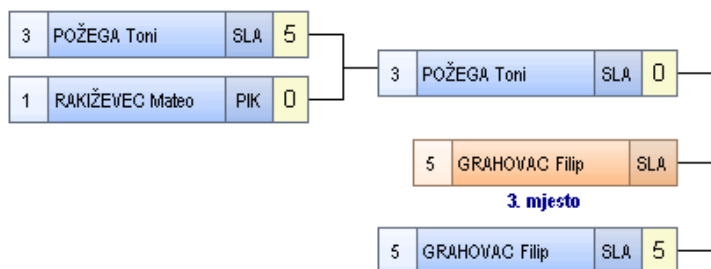 3 POŽEGA Toni SLA 5
3 POŽEGA Toni SLA 0
1 RAKIŽEVEC Mateo PIK 0
5 GRAHOVAC Filip SLA
3. mjesto
5 GRAHOVAC Filip SLA 5